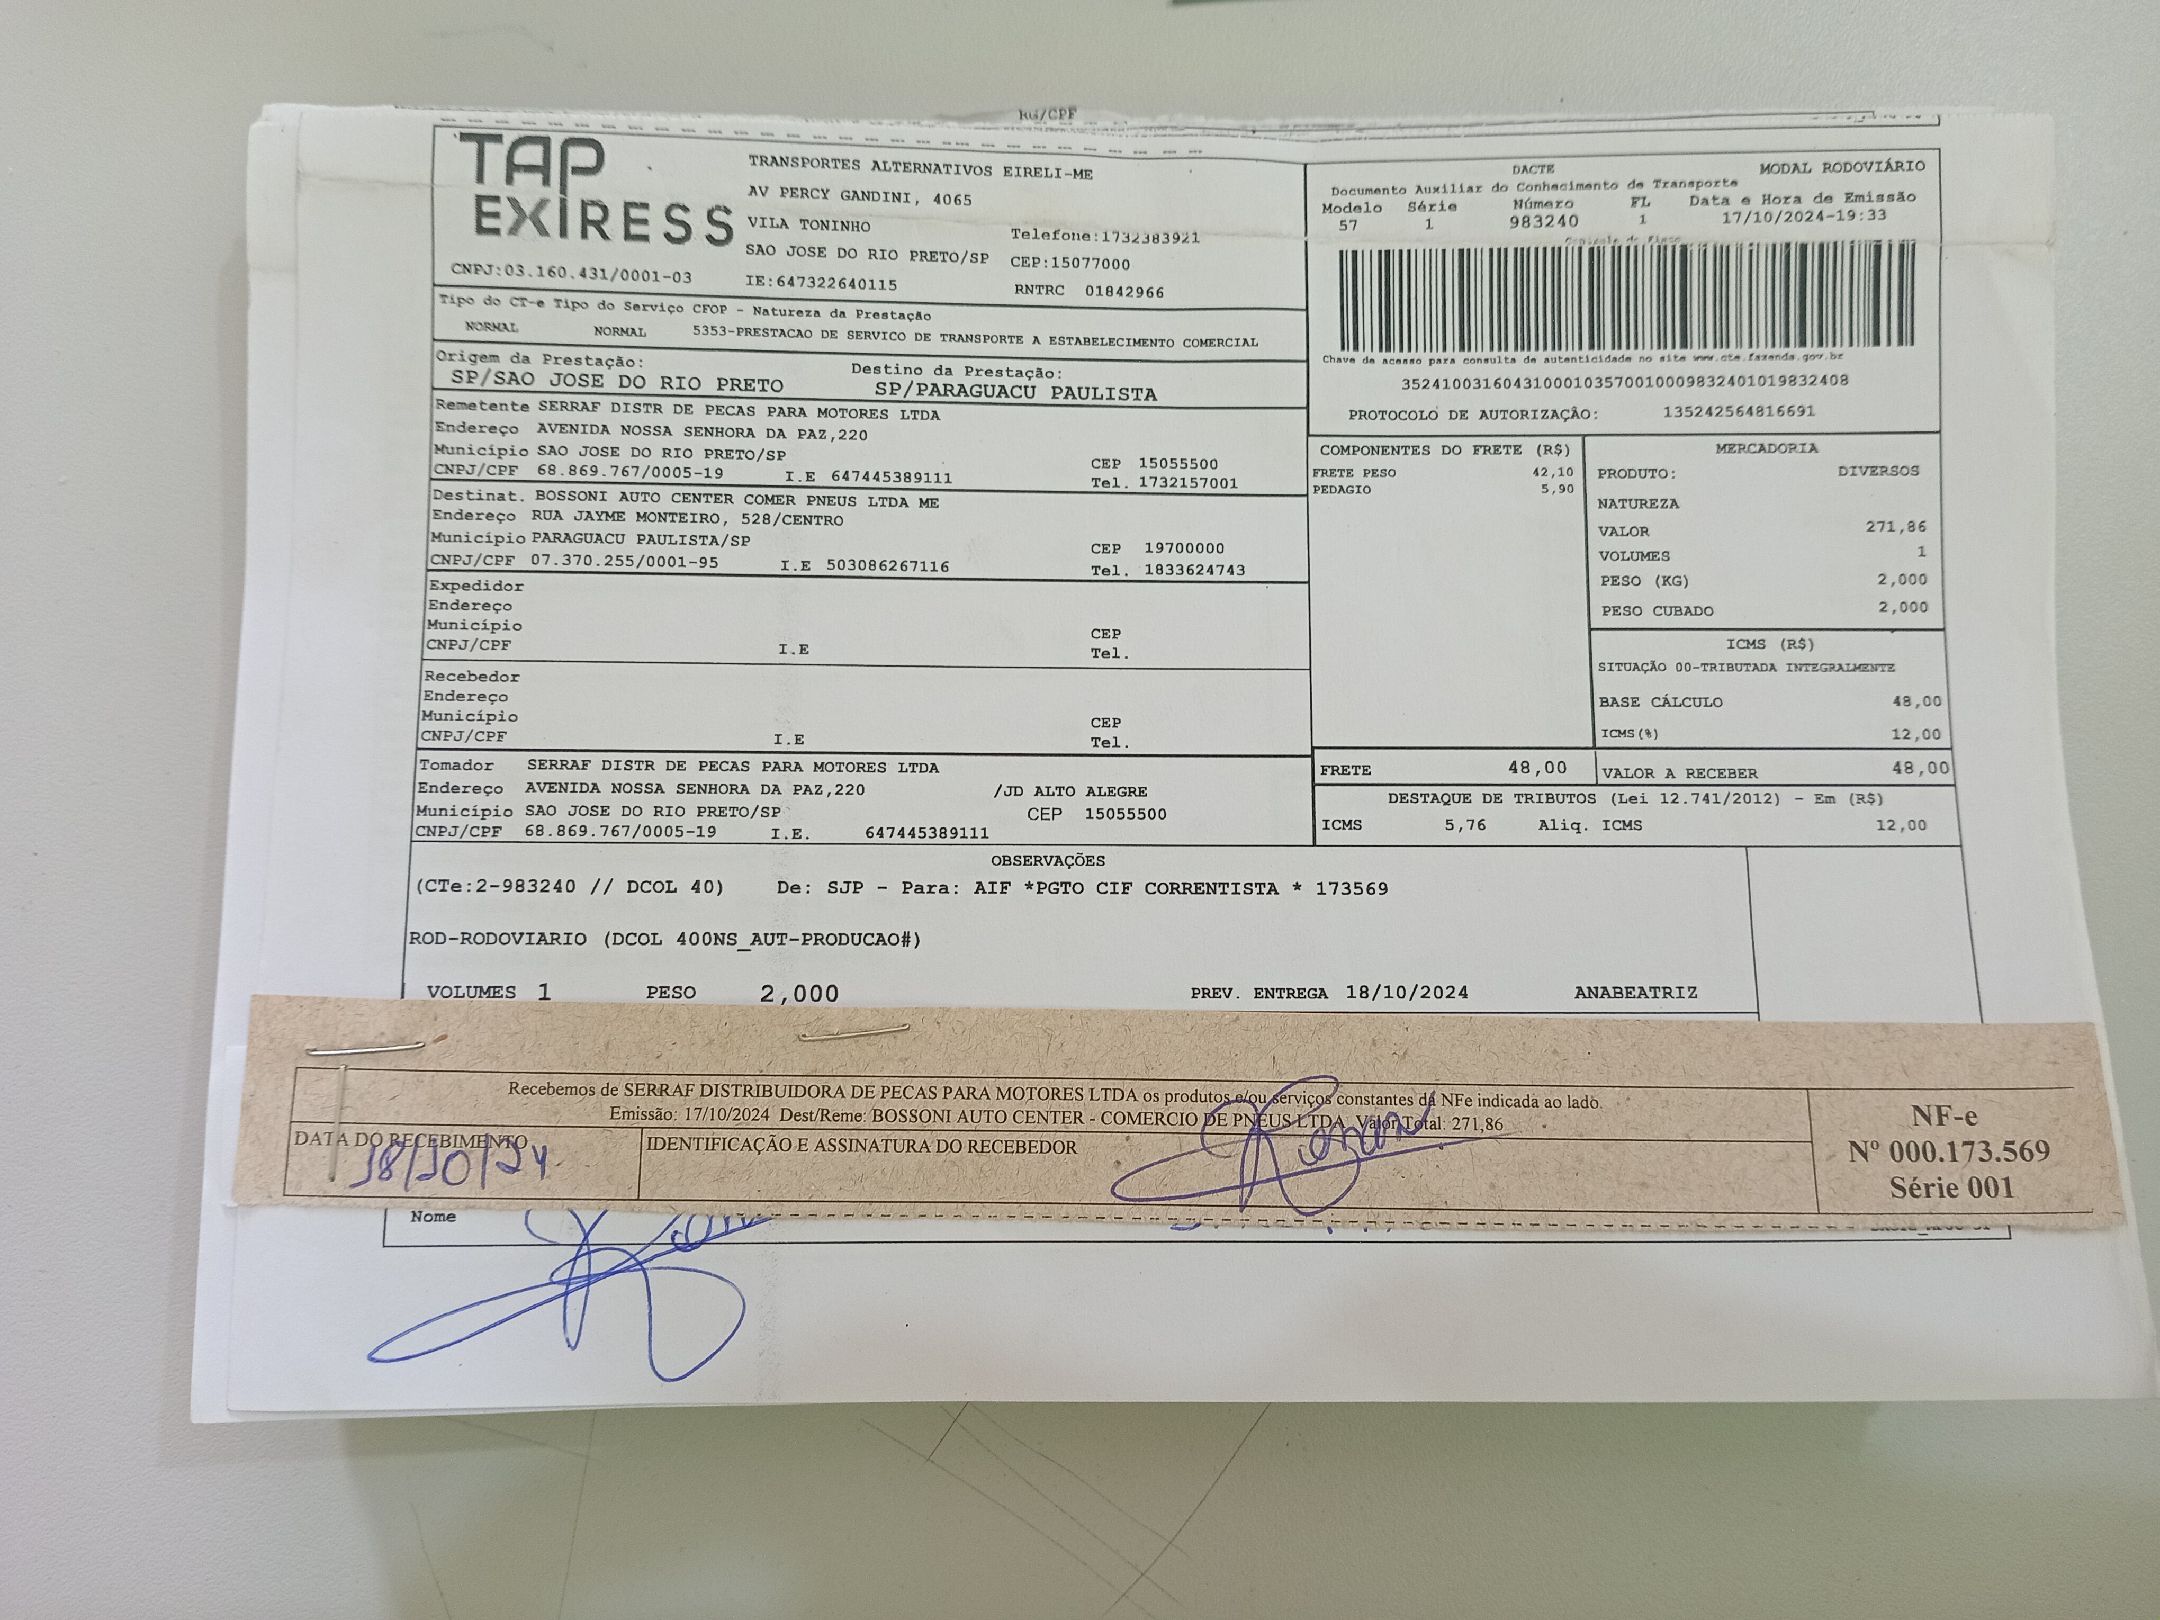 RG/CPF
TAP
EXPRESS
TRANSPORTES ALTERNATIVOS EIRELI-ME
AV PERCY GANDINI, 4065
VILA TONINHO
Telefone:1732383921
SAO JOSE DO RIO PRETO/SP CEP:15077000
CNPJ:03.160.431/0001-03 IE:647322640115 RNTRC 01842966
DACTE MODAL RODOVIÁRIO
Documento Auxiliar do Conhecimento de Transporte
Modelo Série Número FL Data e Hora de Emissão
57 1 983240 1 17/10/2024-19:33
Controle do Fisco
Chave de acesso para consulta de autenticidade no site www.cte.fazenda.gov.br
35241003160431000103570010009832401019832408
PROTOCOLO DE AUTORIZAÇÃO: 135242564816691
Tipo do CT-e Tipo do Serviço CFOP - Natureza da Prestação
NORMAL NORMAL 5353-PRESTACAO DE SERVICO DE TRANSPORTE A ESTABELECIMENTO COMERCIAL
Origem da Prestação: Destino da Prestação:
SP/SAO JOSE DO RIO PRETO SP/PARAGUACU PAULISTA
Remetente SERRAF DISTR DE PECAS PARA MOTORES LTDA
Endereço AVENIDA NOSSA SENHORA DA PAZ,220
Município SAO JOSE DO RIO PRETO/SP CEP 15055500
CNPJ/CPF 68.869.767/0005-19 I.E 647445389111 Tel. 1732157001
Destinat. BOSSONI AUTO CENTER COMER PNEUS LTDA ME
Endereço RUA JAYME MONTEIRO, 528/CENTRO
Município PARAGUACU PAULISTA/SP CEP 19700000
CNPJ/CPF 07.370.255/0001-95 I.E 503086267116 Tel. 1833624743
Expedidor
Endereço
Município CEP
CNPJ/CPF I.E Tel.
Recebedor
Endereço
Município CEP
CNPJ/CPF I.E Tel.
Tomador SERRAF DISTR DE PECAS PARA MOTORES LTDA
Endereço AVENIDA NOSSA SENHORA DA PAZ,220 /JD ALTO ALEGRE
Município SAO JOSE DO RIO PRETO/SP CEP 15055500
CNPJ/CPF 68.869.767/0005-19 I.E. 647445389111
COMPONENTES DO FRETE (R$)
FRETE PESO 42,10
PEDAGIO 5,90
MERCADORIA
PRODUTO: DIVERSOS
NATUREZA
VALOR 271,86
VOLUMES 1
PESO (KG) 2,000
PESO CUBADO 2,000
ICMS (R$)
SITUAÇÃO 00-TRIBUTADA INTEGRALMENTE
BASE CÁLCULO 48,00
ICMS(%) 12,00
FRETE 48,00 VALOR A RECEBER 48,00
DESTAQUE DE TRIBUTOS (Lei 12.741/2012) - Em (R$)
ICMS 5,76 Aliq. ICMS 12,00
OBSERVAÇÕES
(CTe:2-983240 // DCOL 40) De: SJP - Para: AIF *PGTO CIF CORRENTISTA * 173569
ROD-RODOVIARIO (DCOL 400NS_AUT-PRODUCAO#)
VOLUMES 1 PESO 2,000 PREV. ENTREGA 18/10/2024 ANABEATRIZ
Recebemos de SERRAF DISTRIBUIDORA DE PECAS PARA MOTORES LTDA os produtos e/ou serviços constantes da NFe indicada ao lado.
Emissão: 17/10/2024 Dest/Reme: BOSSONI AUTO CENTER - COMERCIO DE PNEUS LTDA Valor Total: 271,86
DATA DO RECEBIMENTO IDENTIFICAÇÃO E ASSINATURA DO RECEBEDOR
18/10/24
NF-e
Nº 000.173.569
Série 001
Nome